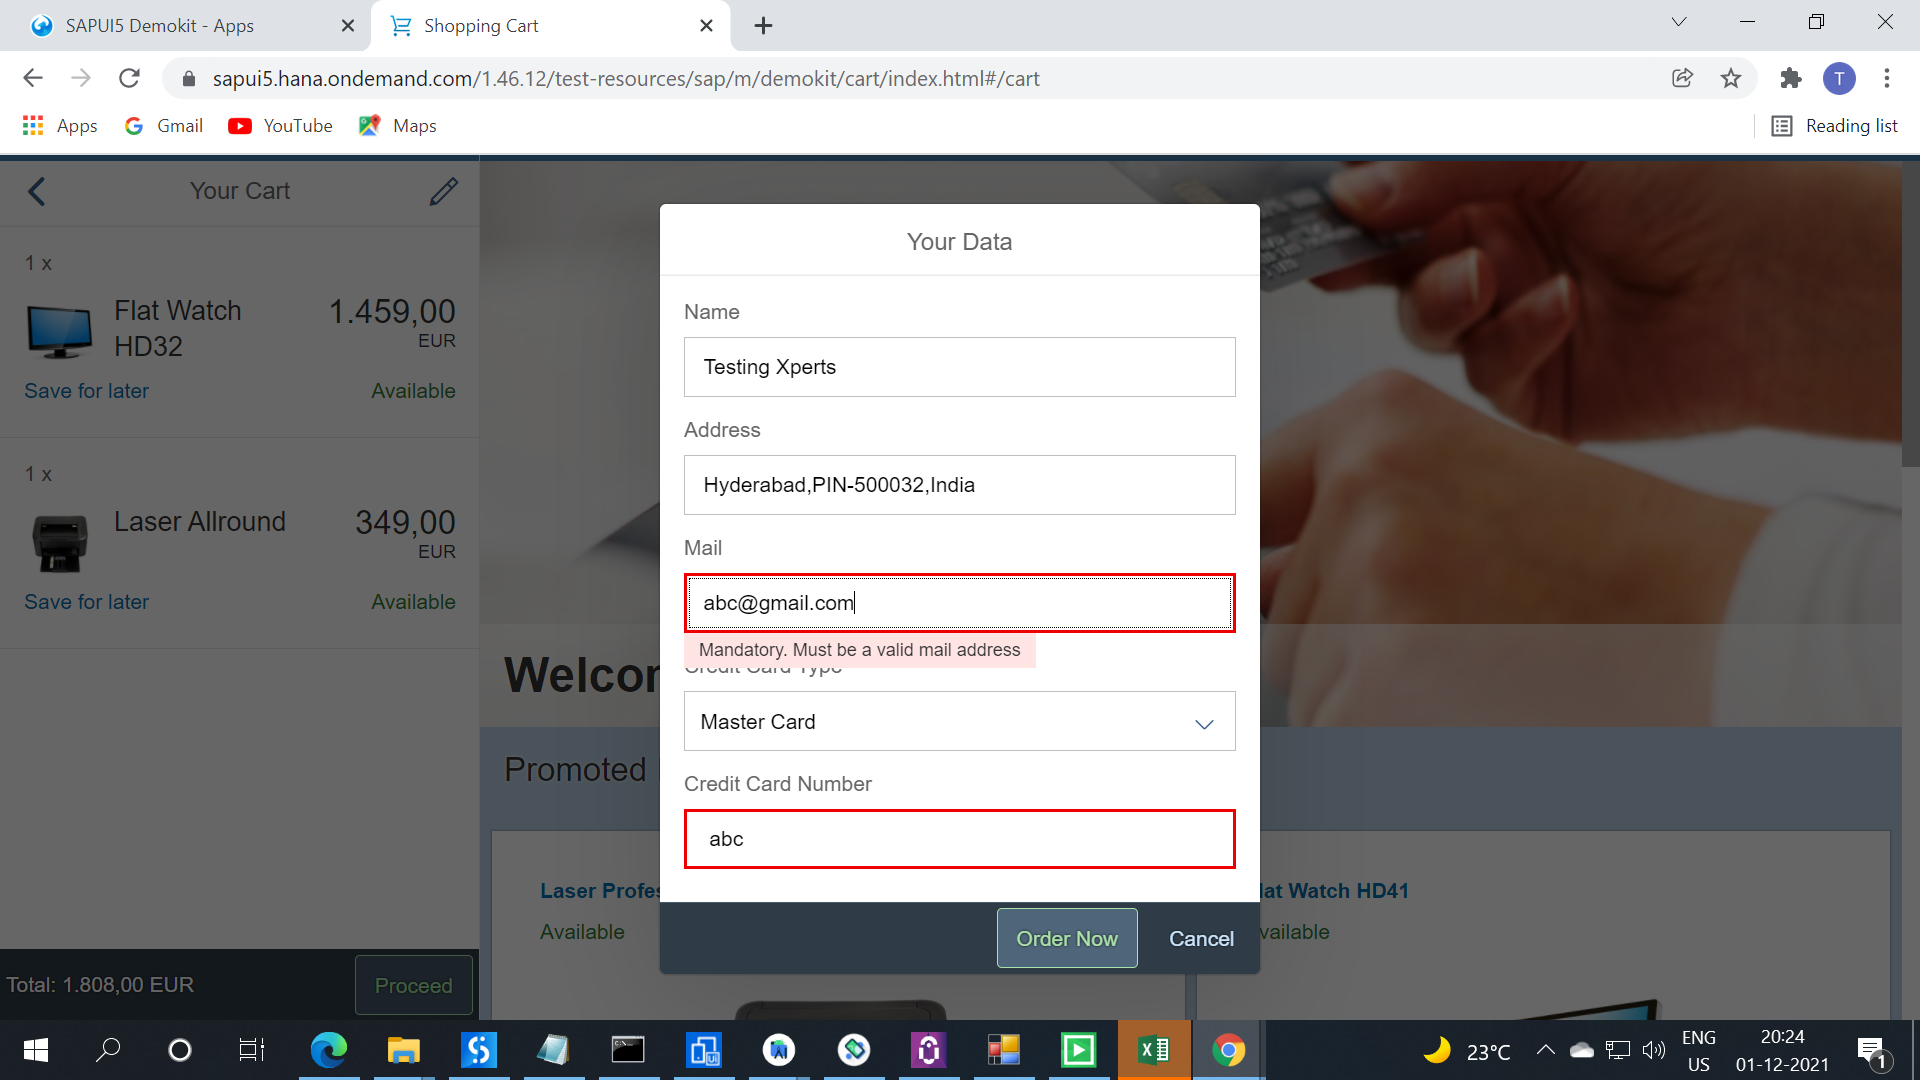 SAPUI5 Demokit - Apps
Shopping Cart
sapui5.hana.ondemand.com/1.46.12/test-resources/sap/m/demokit/cart/index.html#/cart
T
Apps
Gmail
YouTube
Maps
Reading list
Your Cart
1 x
Flat Watch HD32
1.459,00
EUR
Save for later
Available
1 x
Laser Allround
349,00
EUR
Save for later
Available
Total: 1.808,00 EUR
Proceed
Your Data
Name
Testing Xperts
Address
Hyderabad,PIN-500032,India
Mail
abc@gmail.com
Mandatory. Must be a valid mail address
Credit Card Type
Master Card
Credit Card Number
abc
Order Now
Cancel
Promoted
Available
Watch HD41
23°C
ENG
US
20:24
01-12-2021
1